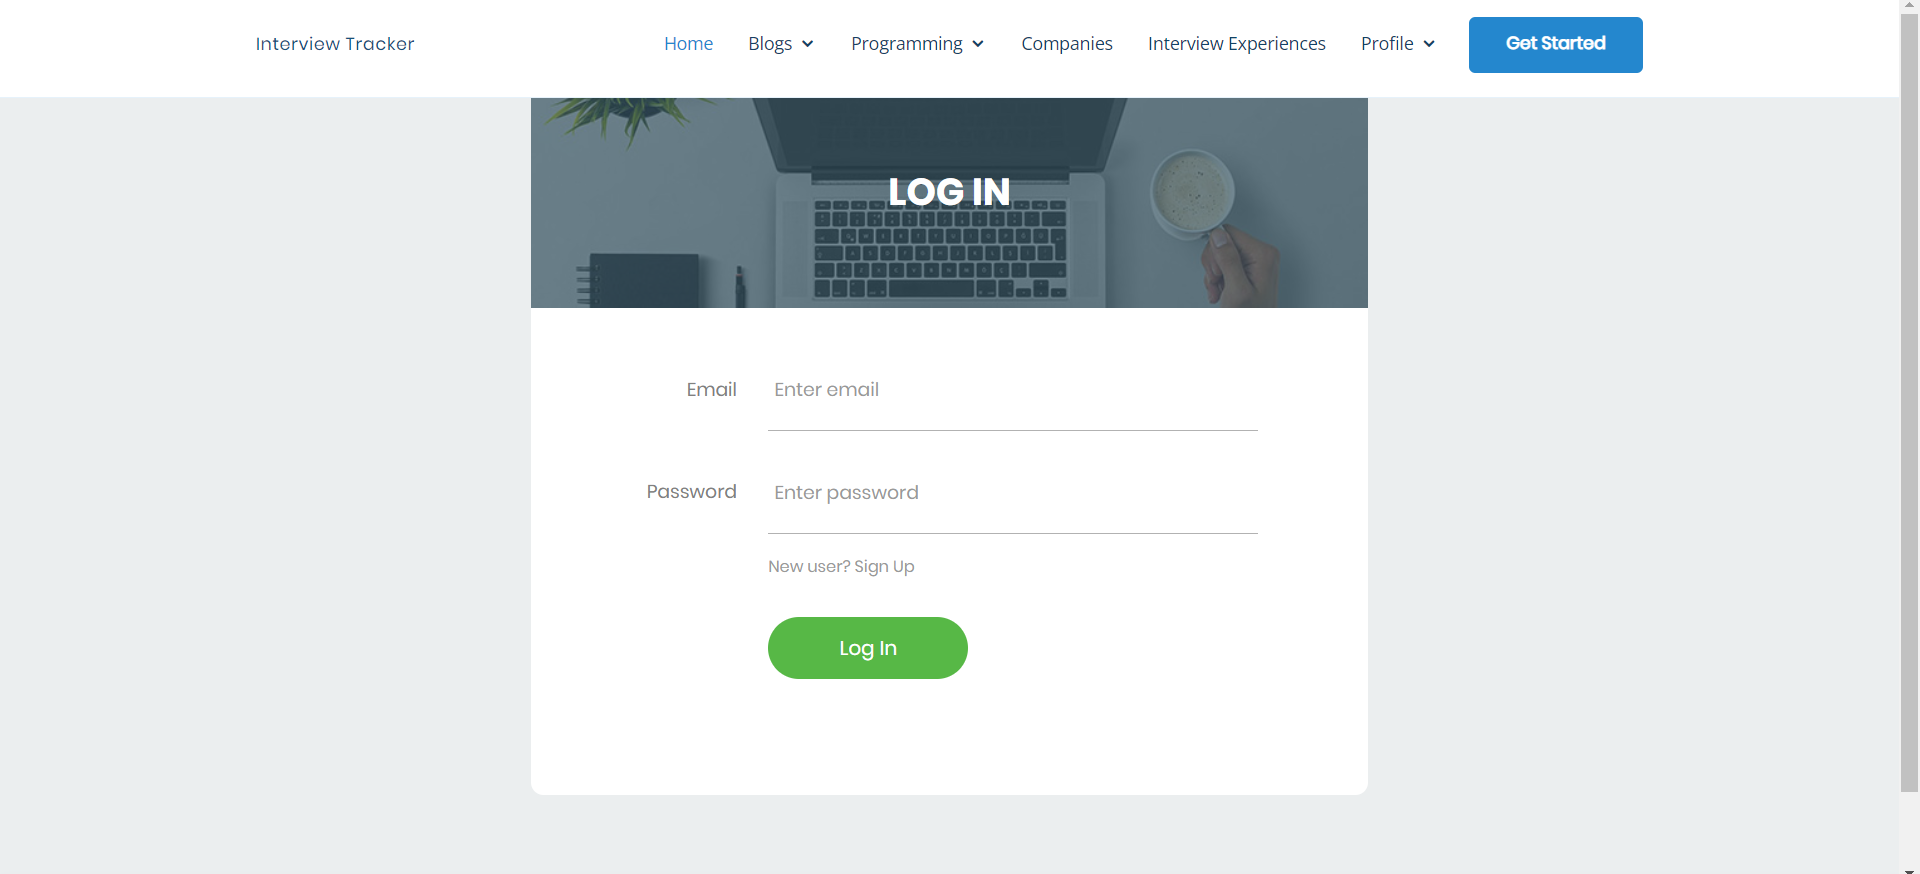 Interview Tracker Home Blogs Programming Companies Interview Experiences Profile Get Started
LOG IN
Email Enter email
Password Enter password
New user? Sign Up
Log In